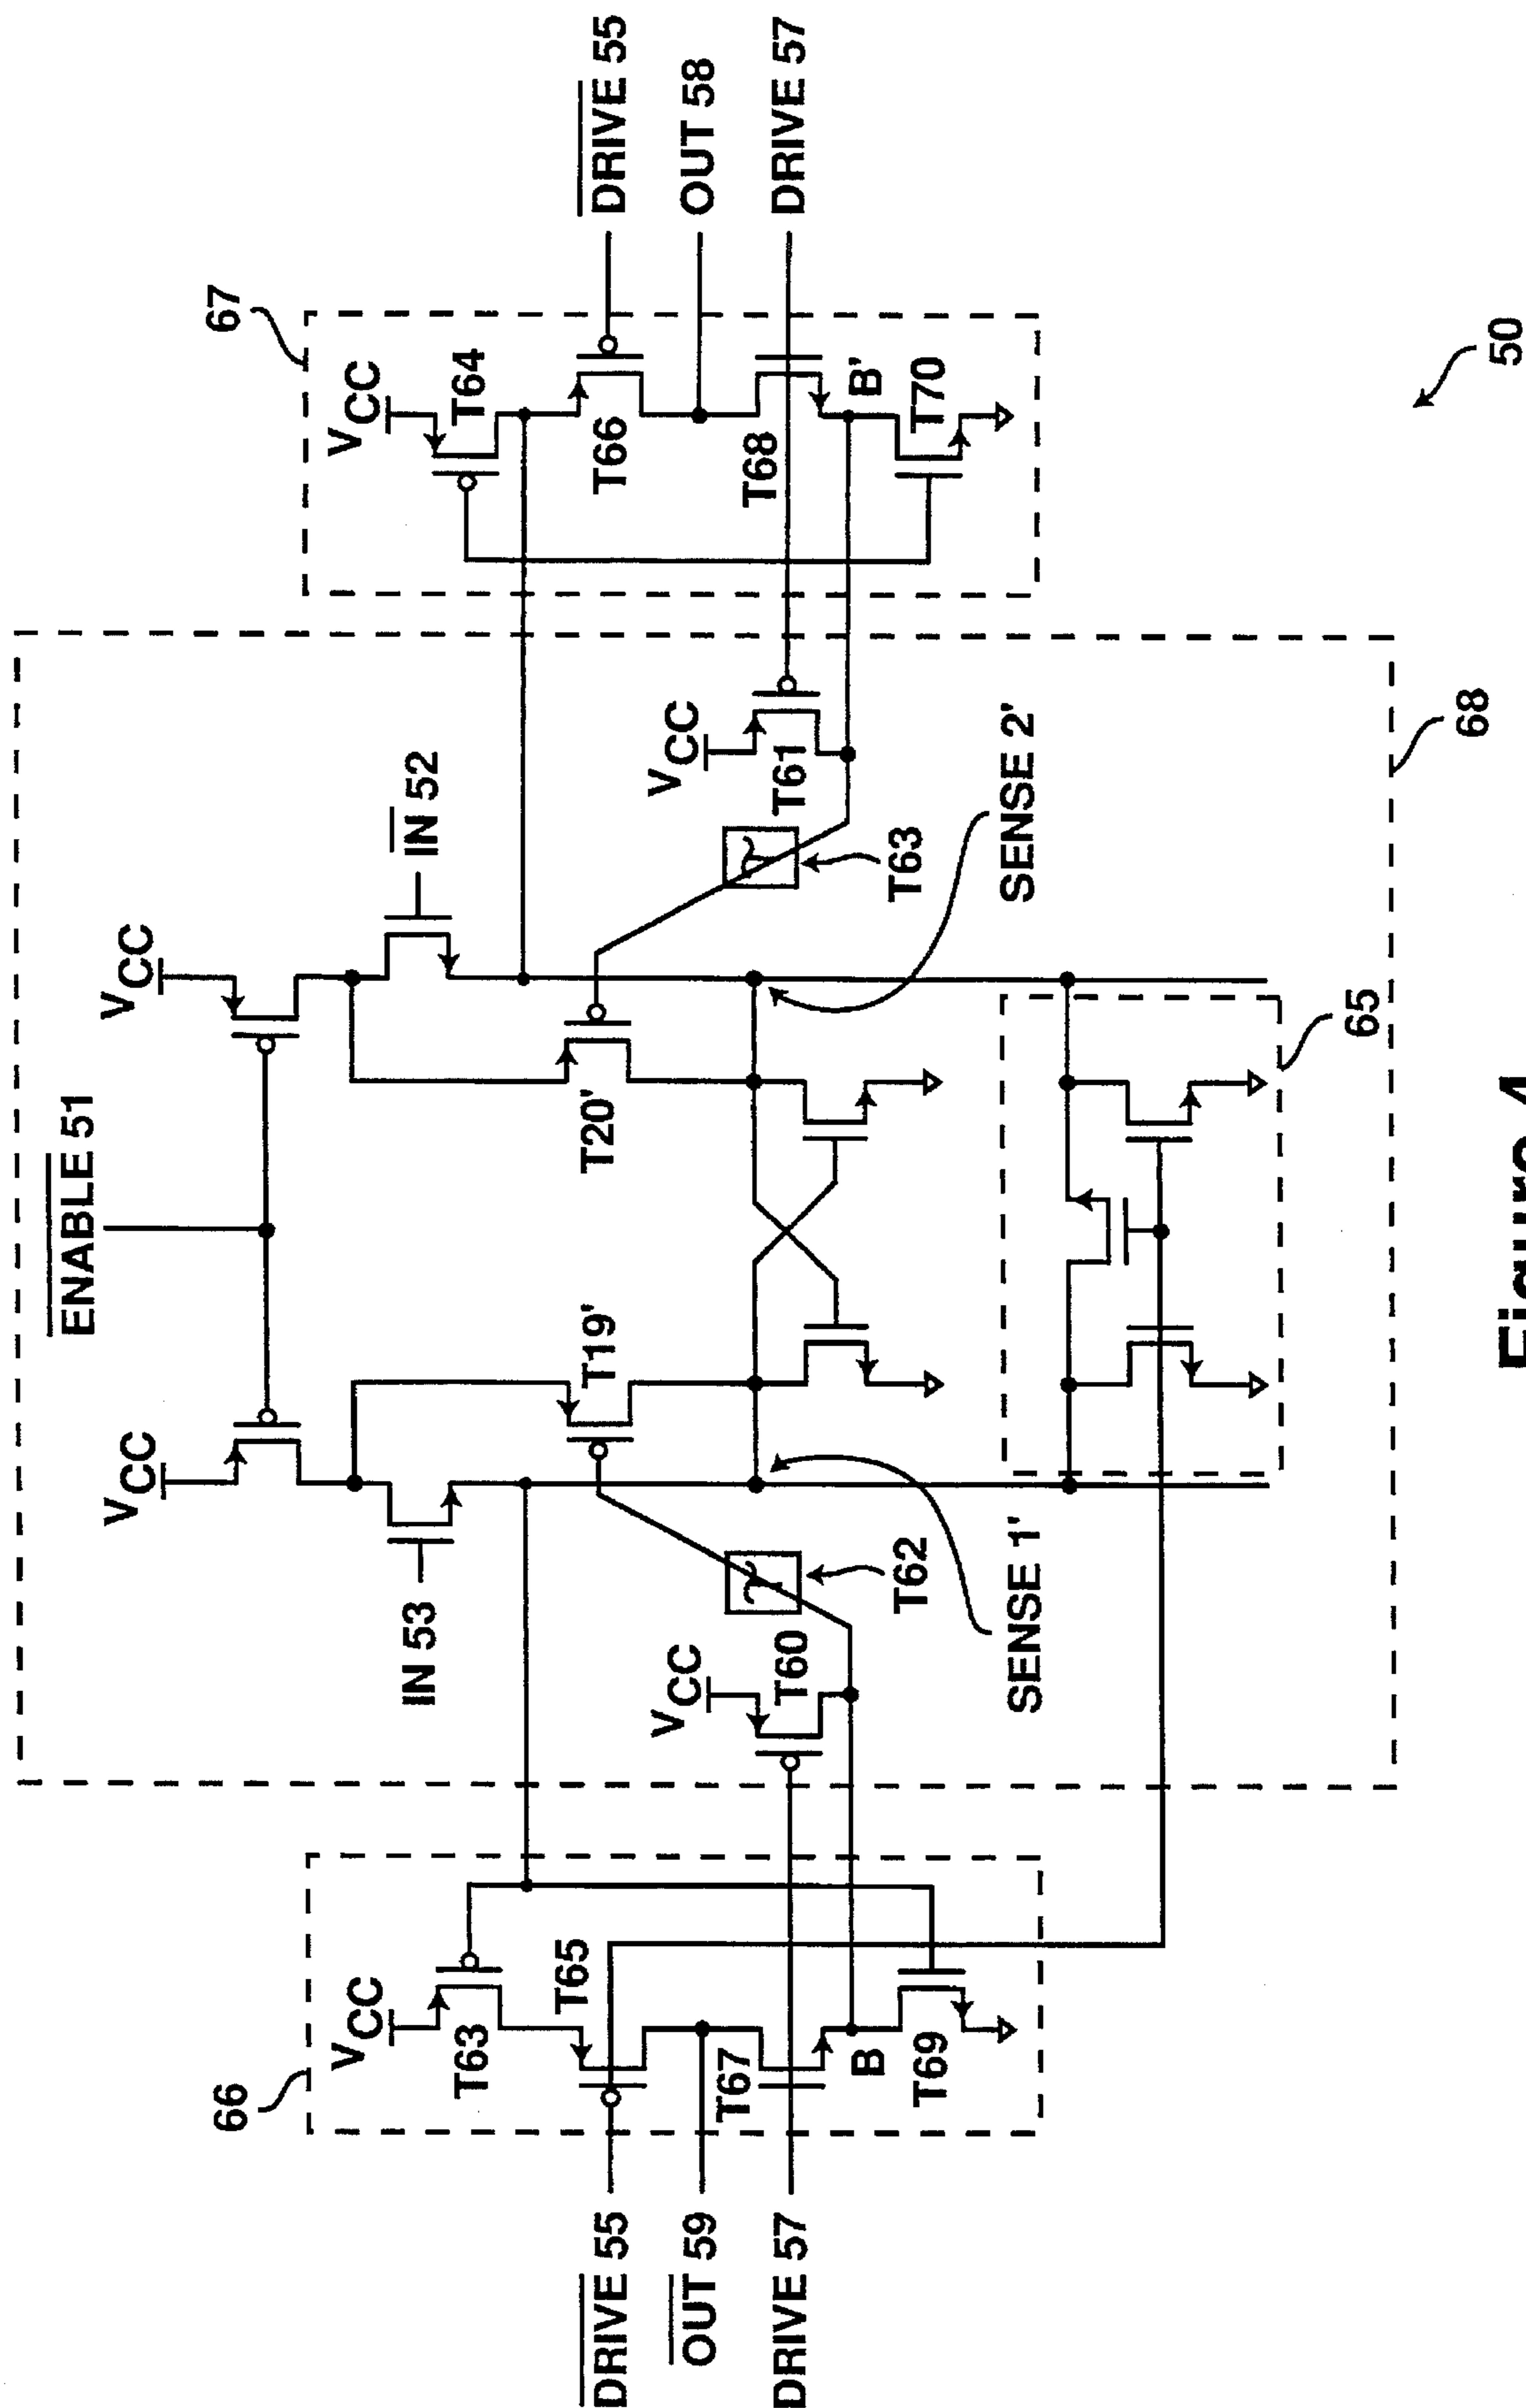 ENABLE 51
VCC
VCC
IN 53
IN 52
VCC
T63
T65
T19'
T20'
VCC
T64
T66
66
67
DRIVE 55
OUT 59
DRIVE 57
T67
B
T69
VCC
T60
T62
VCC
T61
T63
T68
B'
T70
DRIVE 55
OUT 58
DRIVE 57
SENSE 1'
SENSE 2'
65
68
50
Figure 4